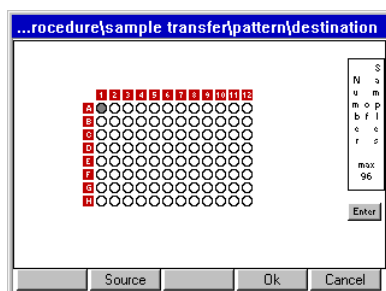 ...rocedure\sample transfer\pattern\destination
1 2 3 4 5 6 7 8 9 10 11 12
A
B
C
D
E
F
G
H
Number
of
Samples
max
96
Enter
Source
Ok
Cancel